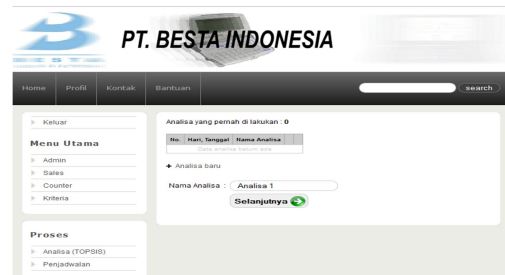 BESTA
PT. BESTA INDONESIA
Home Profil Kontak Bantuan search
Keluar
Menu Utama
Admin
Sales
Counter
Kriteria
Proses
Analisa (TOPSIS)
Penjadwalan
Analisa yang pernah di lakukan : 0
No. Hari, Tanggal Nama Analisa
Data analisa belum ada
+ Analisa baru
Nama Analisa : Analisa 1
Selanjutnya